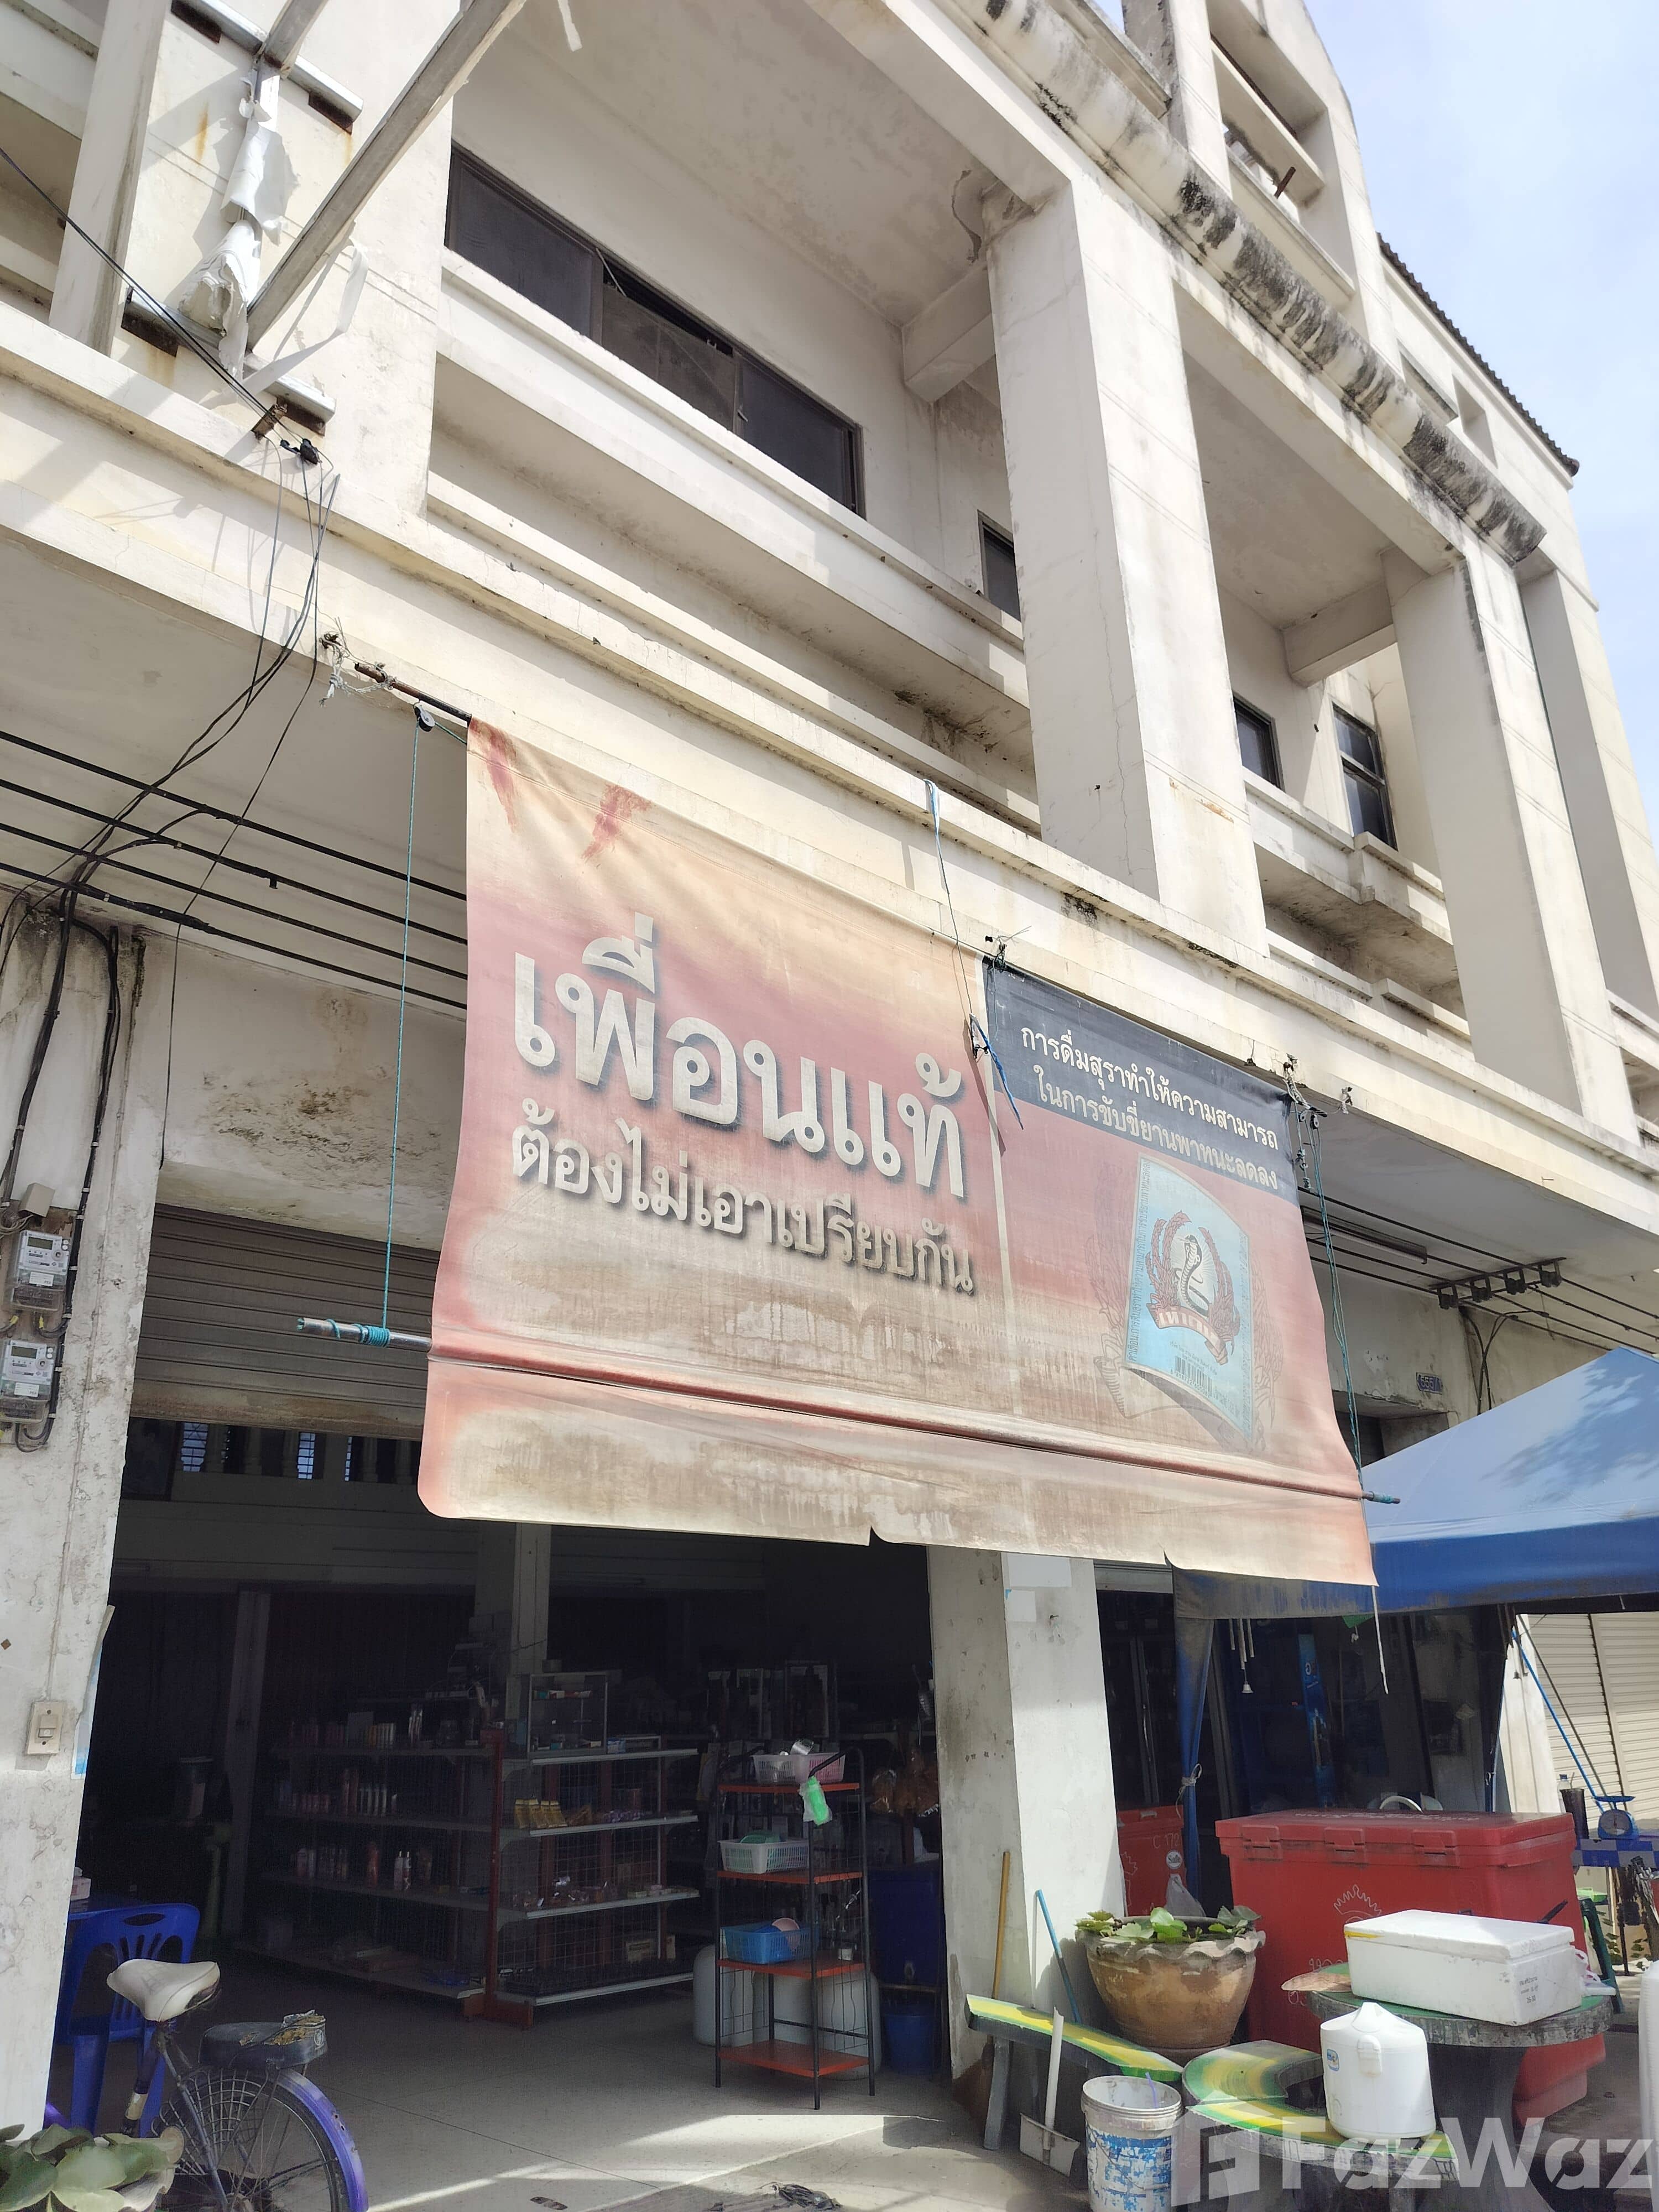 เพื่อนแท้
ต้องไม่เอาเปรียบกัน
การดื่มสุราทำให้ความสามารถ
ในการขับขี่ยานพาหนะลดลง
FazWaz